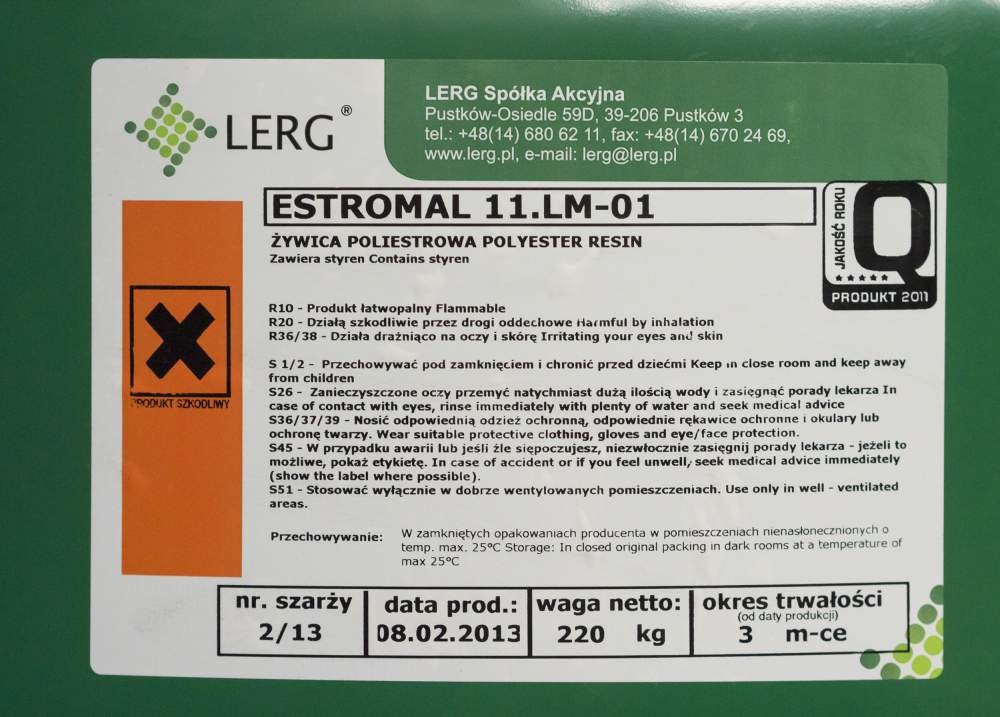 LERG®
LERG Spółka Akcyjna
Pustków-Osiedle 59D, 39-206 Pustków 3
tel.: +48(14) 680 62 11, fax: +48(14) 670 24 69,
www.lerg.pl, e-mail: lerg@lerg.pl
ESTROMAL 11.LM-01
JAKOŚĆ ROKU
Q
PRODUKT 2011
ŻYWICA POLIESTROWA POLYESTER RESIN
Zawiera styren Contains styren
R10 - Produkt łatwopalny Flammable
R20 - Działą szkodliwie przez drogi oddechowe Harmful by inhalation
R36/38 - Działa drażniąco na oczy i skórę Irritating your eyes and skin
PRODUKT SZKODLIWY
S 1/2 - Przechowywać pod zamknięciem i chronić przed dziećmi Keep in close room and keep away
from children
S26 - Zanieczyszczone oczy przemyć natychmiast dużą ilością wody i zasięgnąć porady lekarza In
case of contact with eyes, rinse immediately with plenty of water and seek medical advice
S36/37/39 - Nosić odpowiednią odzież ochronną, odpowiednie rękawice ochronne i okulary lub
ochronę twarzy. Wear suitable protective clothing, gloves and eye/face protection.
S45 - W przypadku awarii lub jeśli źle siępoczujesz, niezwłocznie zasięgnij porady lekarza - jeżeli to
możliwe, pokaż etykietę. In case of accident or if you feel unwell, seek medical advice immediately
(show the label where possible).
S51 - Stosować wyłącznie w dobrze wentylowanych pomieszczeniach. Use only in well - ventilated
areas.
Przechowywanie: W zamkniętych opakowaniach producenta w pomieszczeniach nienasłonecznionych o
temp. max. 25°C Storage: In closed original packing in dark rooms at a temperature of
max 25°C
nr. szarży data prod.: waga netto: okres trwałości
(od daty produkcji)
2/13 08.02.2013 220 kg 3 m-ce